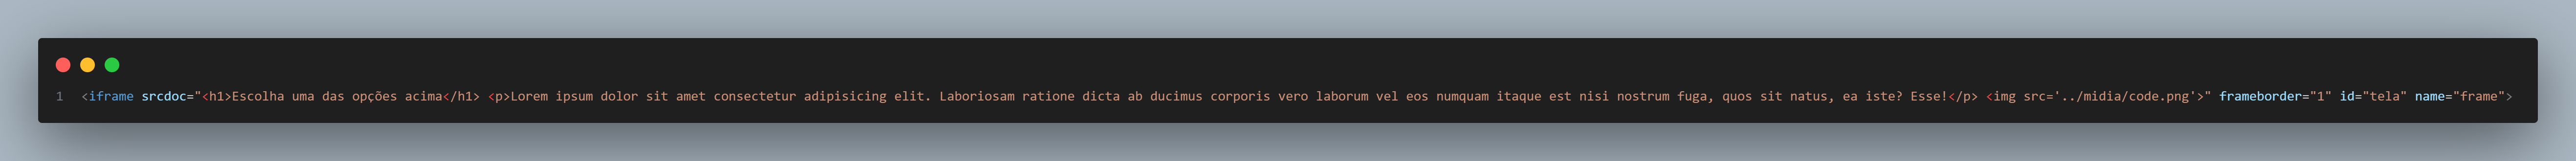 1 <iframe srcdoc="<h1>Escolha uma das opções acima</h1> <p>Lorem ipsum dolor sit amet consectetur adipisicing elit. Laboriosam ratione dicta ab ducimus corporis vero laborum vel eos numquam itaque est nisi nostrum fuga, quos sit natus, ea iste? Esse!</p> <img src='../midia/code.png'>" frameborder="1" id="tela" name="frame">